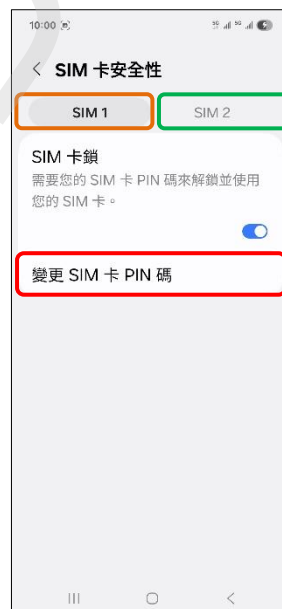 10:00
SIM 卡安全性
SIM 1
SIM 2
SIM 卡鎖
需要您的 SIM 卡 PIN 碼來解鎖並使用
您的 SIM 卡。
變更 SIM 卡 PIN 碼